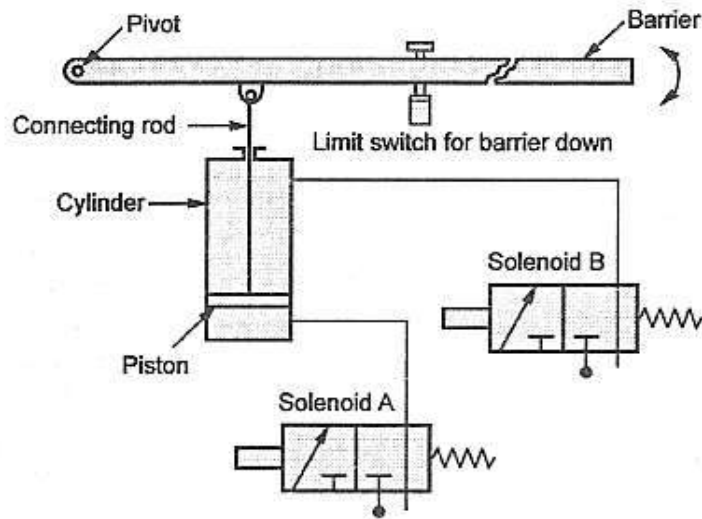 Pivot
Barrier
Connecting rod
Limit switch for barrier down
Cylinder
Solenoid B
Piston
Solenoid A